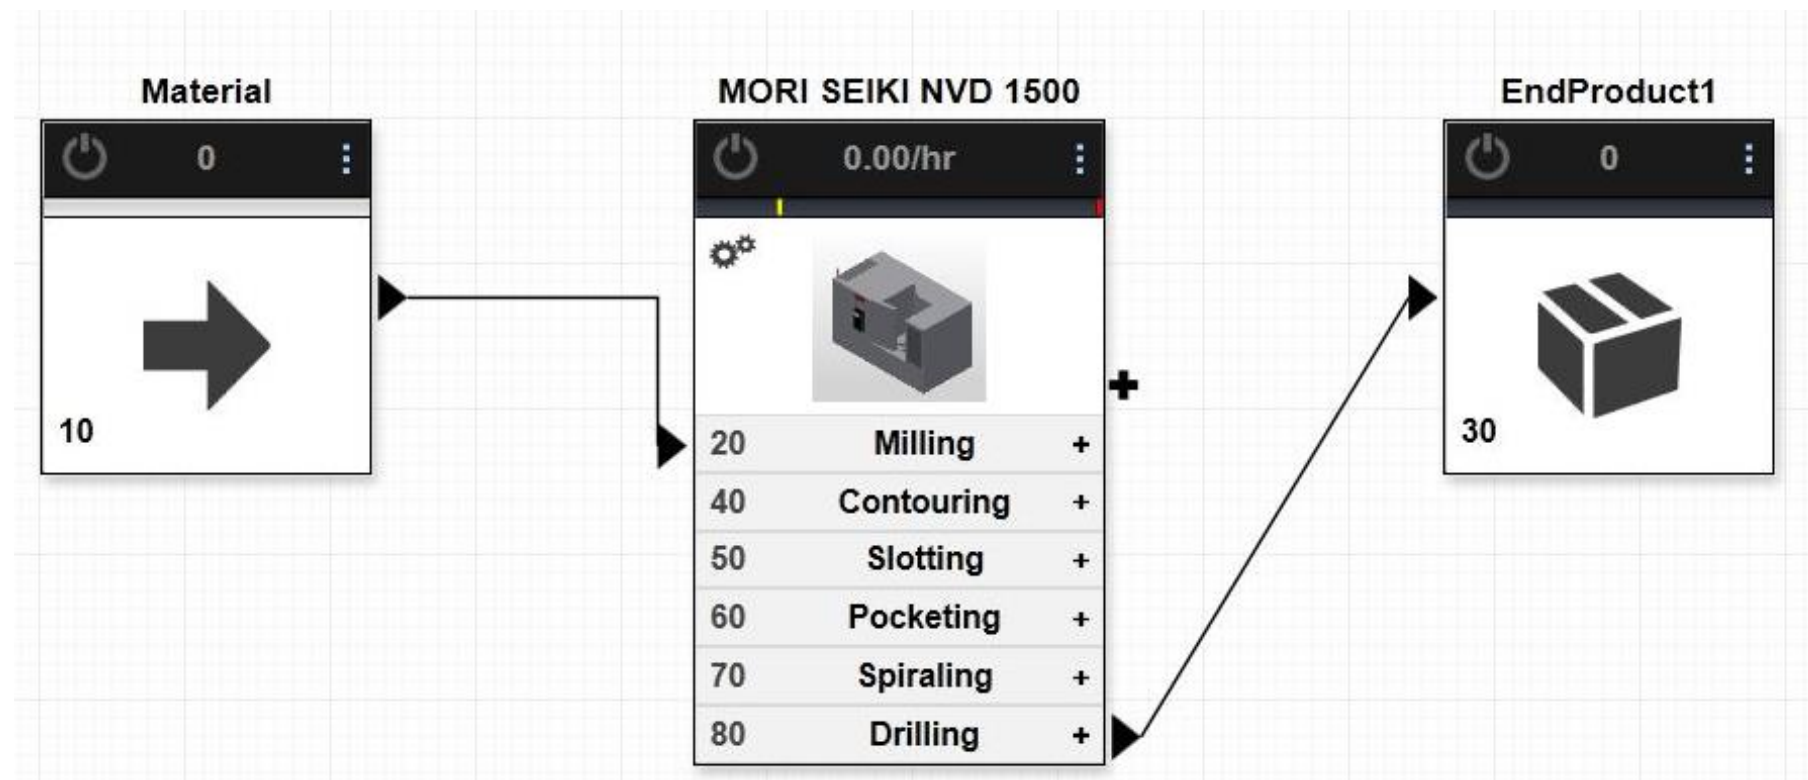 Material
MORI SEIKI NVD 1500
EndProduct1
0
0.00/hr
0
10
30
20 Milling +
40 Contouring +
50 Slotting +
60 Pocketing +
70 Spiraling +
80 Drilling +